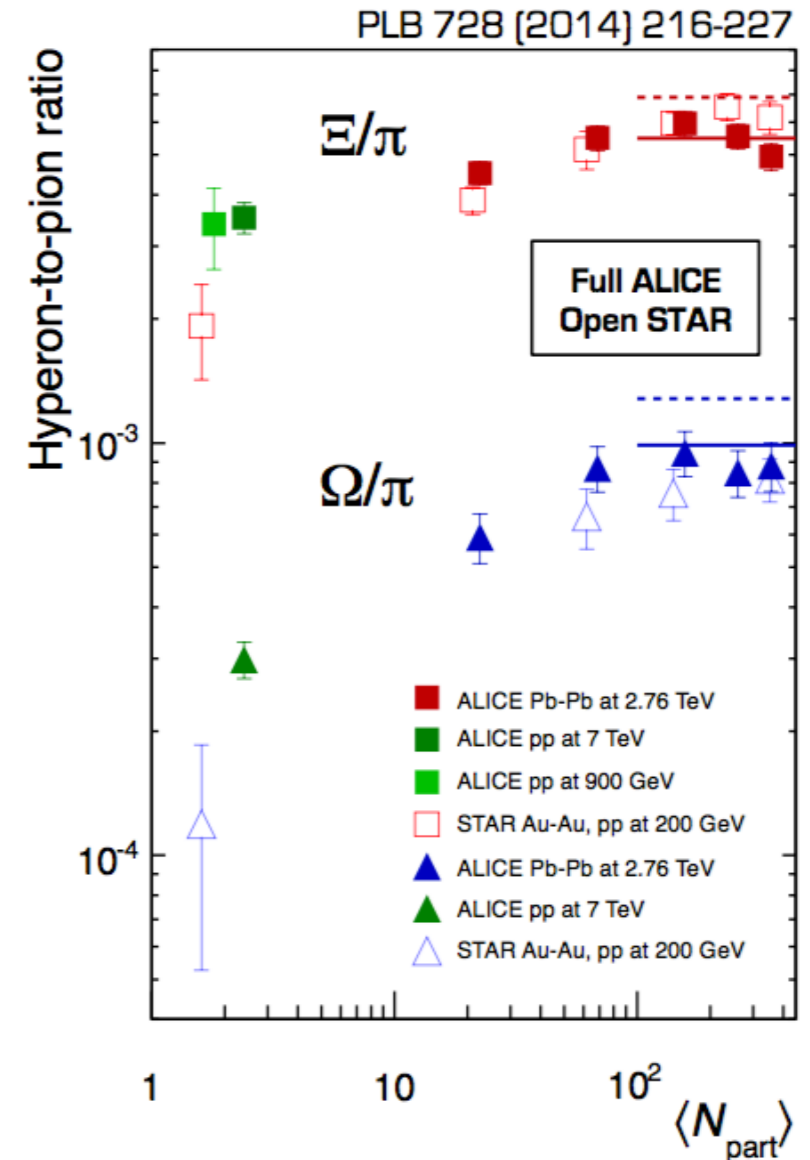 PLB 728 (2014) 216-227
Hyperon-to-pion ratio
Ξ/π
Full ALICE
Open STAR
10⁻³
Ω/π
ALICE Pb-Pb at 2.76 TeV
ALICE pp at 7 TeV
ALICE pp at 900 GeV
STAR Au-Au, pp at 200 GeV
10⁻⁴
ALICE Pb-Pb at 2.76 TeV
ALICE pp at 7 TeV
STAR Au-Au, pp at 200 GeV
1 10 10²
⟨N_part⟩